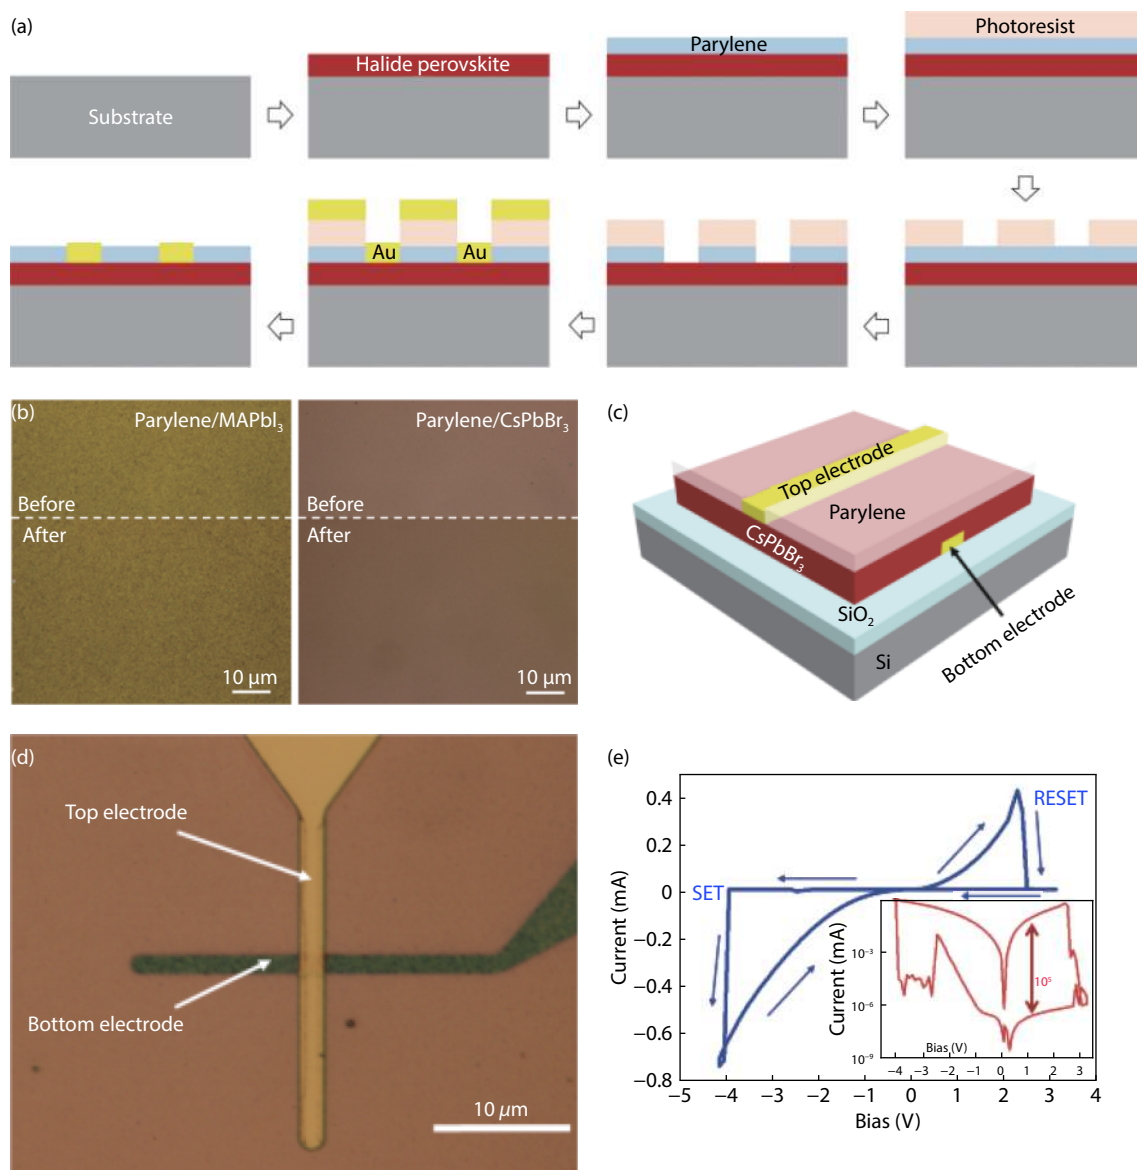 (a)
Substrate
Halide perovskite
Parylene
Photoresist
Au
Au
(b)
Parylene/MAPbI₃
Before
After
10 μm
Parylene/CsPbBr₃
Before
After
10 μm
(c)
Top electrode
Parylene
CsPbBr₃
SiO₂
Si
Bottom electrode
(d)
Top electrode
Bottom electrode
10 μm
(e)
Current (mA)
0.4
0.2
0
−0.2
−0.4
−0.6
−0.8
−5 −4 −3 −2 −1 0 1 2 3 4
Bias (V)
RESET
SET
Current (mA)
10⁻³
10⁻⁶
10⁻⁹
10⁵
Bias (V)
−4 −3 −2 −1 0 1 2 3